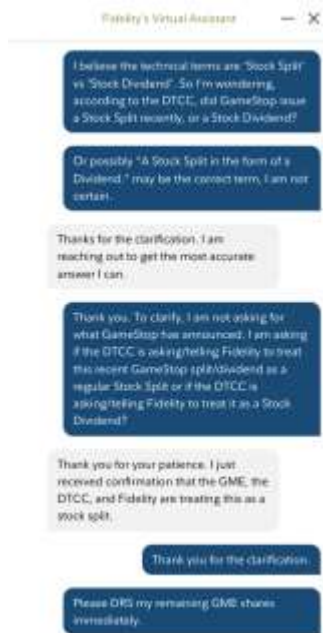 Fidelity's Virtual Assistant
I believe the technical terms are "Stock Split"
vs "Stock Dividend". So I'm wondering,
according to the DTCC, did GameStop issue
a Stock Split recently, or a Stock Dividend?
Or possibly "A Stock Split in the form of a
Dividend." may be the correct term, I am not
certain.
Thanks for the clarification. I am
reaching out to get the most accurate
answer I can.
Thank you. To clarify, I am not asking for
what GameStop has announced. I am asking
if the DTCC is asking/telling Fidelity to treat
this recent GameStop split/dividend as a
regular Stock Split or if the DTCC is
asking/telling Fidelity to treat it as a Stock
Dividend?
Thank you for your patience. I just
received confirmation that the GME, the
DTCC, and Fidelity are treating this as a
stock split.
Thank you for the clarification.
Please DRS my remaining GME shares
immediately.